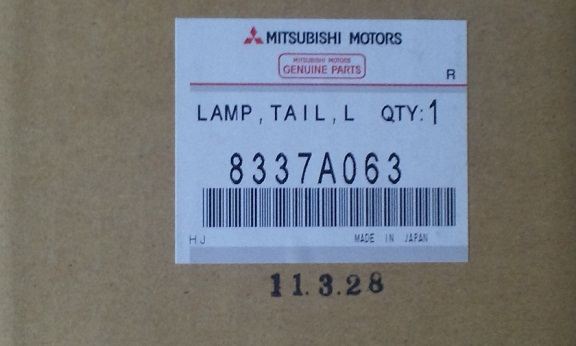 MITSUBISHI MOTORS
MITSUBISHI MOTORS
GENUINE PARTS
R
LAMP, TAIL, L QTY:1
8337A063
HJ MADE IN JAPAN
11.3.28